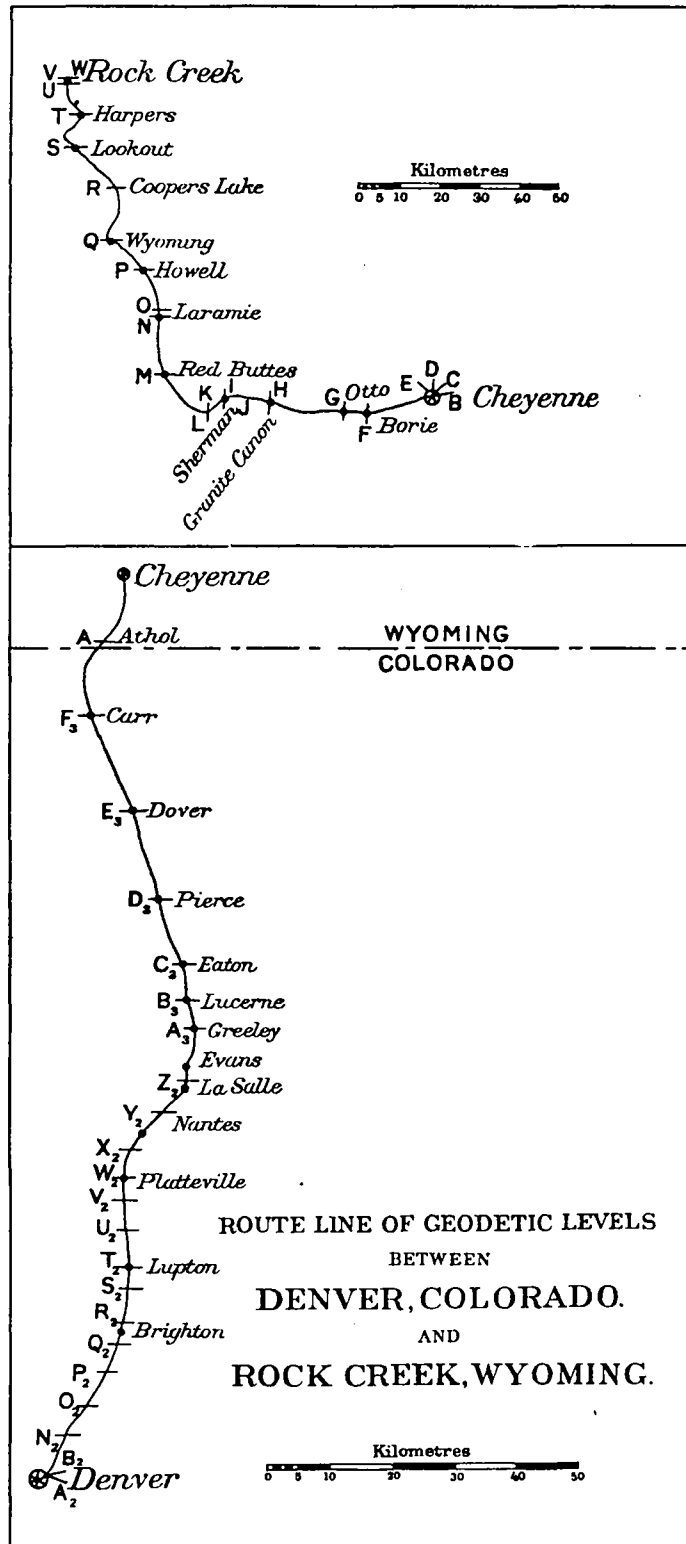 V W Rock Creek
U
T Harpers
S Lookout
R Coopers Lake
Kilometres
0 5 10 20 30 40 50
Q Wyoming
P Howell
O
N Laramie
M Red Buttes
K I H
L J
Sherman
Granite Canon
G Otto
F Borie
E D C
B Cheyenne
Cheyenne
A Athol
WYOMING
COLORADO
F3 Carr
E3 Dover
D3 Pierce
C3 Eaton
B3 Lucerne
A3 Greeley
Evans
Z2 La Salle
Y2 Nantes
X2
W2 Platteville
V2
U2
T2 Lupton
S2
R2
Brighton
Q2
P2
O2
N2
B2
Denver
A2
ROUTE LINE OF GEODETIC LEVELS
BETWEEN
DENVER, COLORADO.
AND
ROCK CREEK, WYOMING.
Kilometres
0 5 10 20 30 40 50